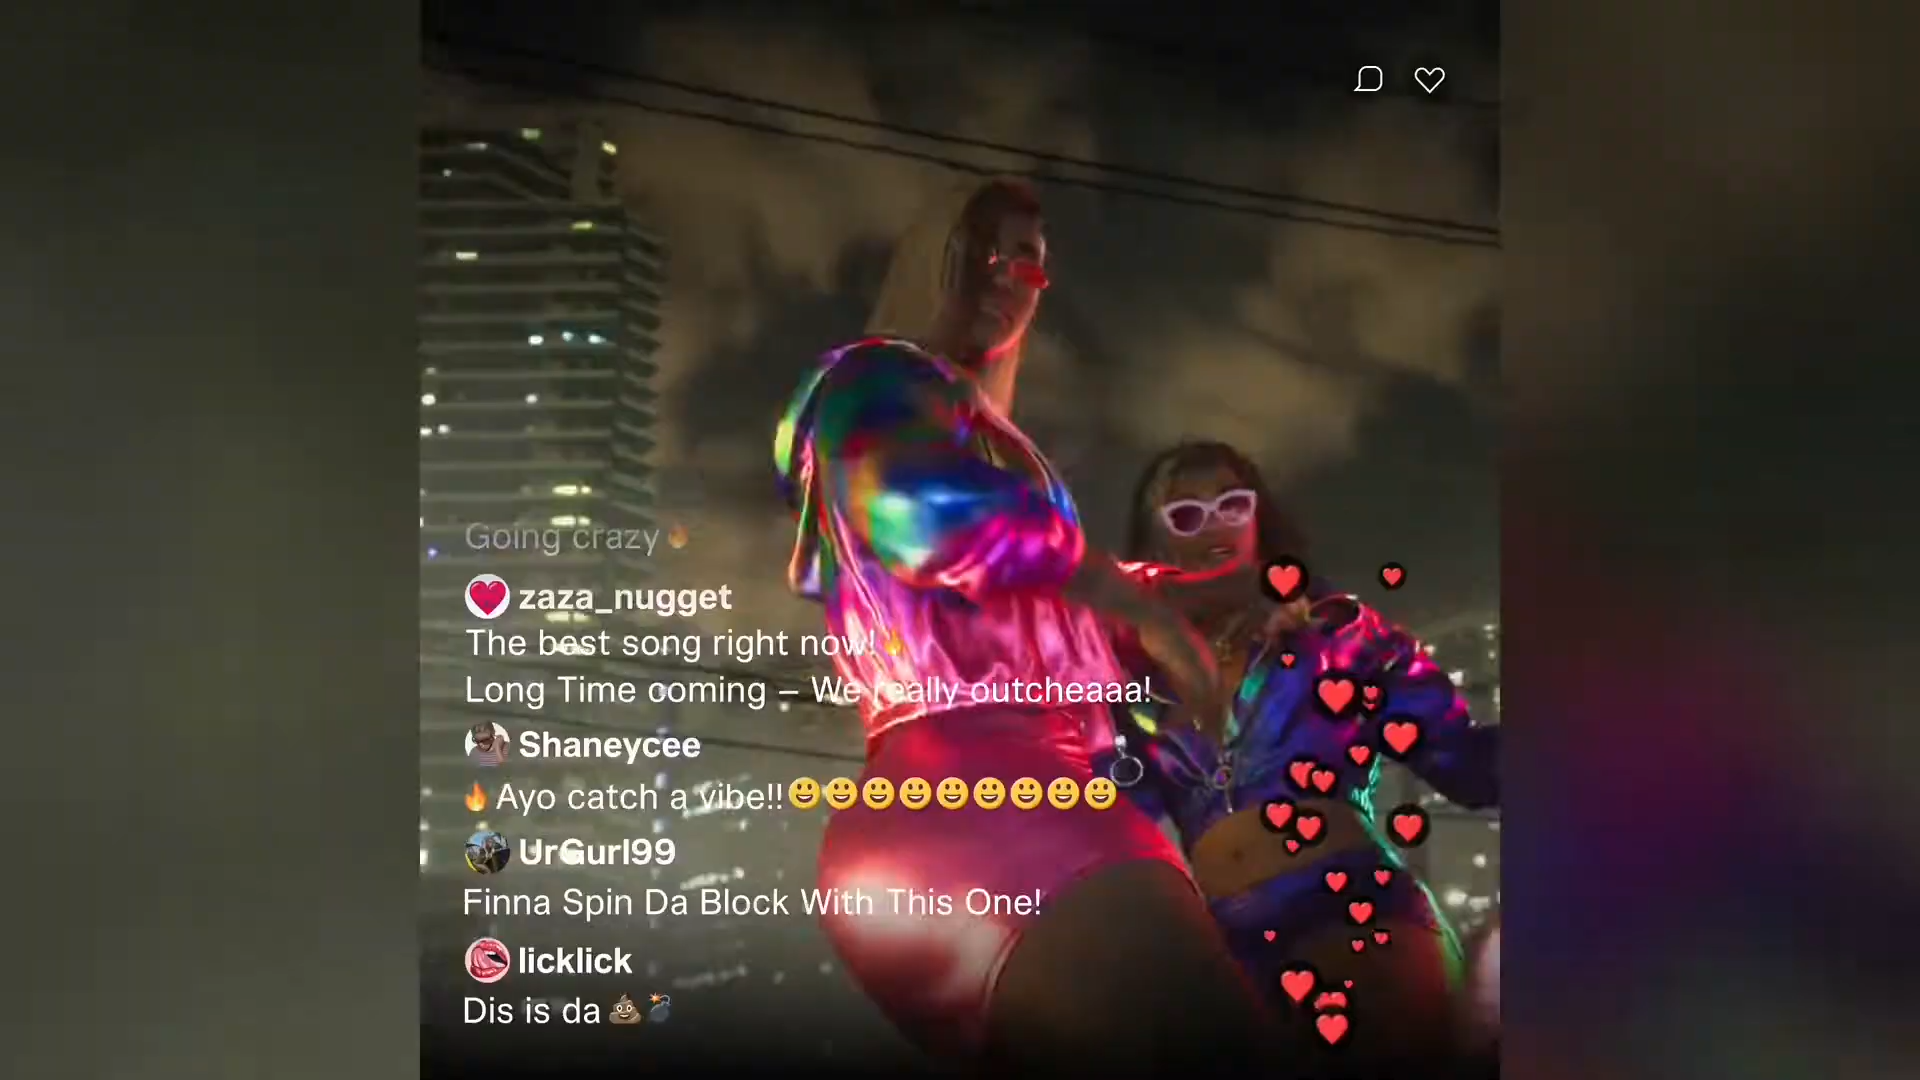 Going crazy🔥
zaza_nugget
The best song right now!🔥
Long Time coming – We really outcheaaa!
Shaneycee
🔥Ayo catch a vibe!!😀😀😀😀😀😀😀😀😀
UrGurl99
Finna Spin Da Block With This One!
licklick
Dis is da 💩💣